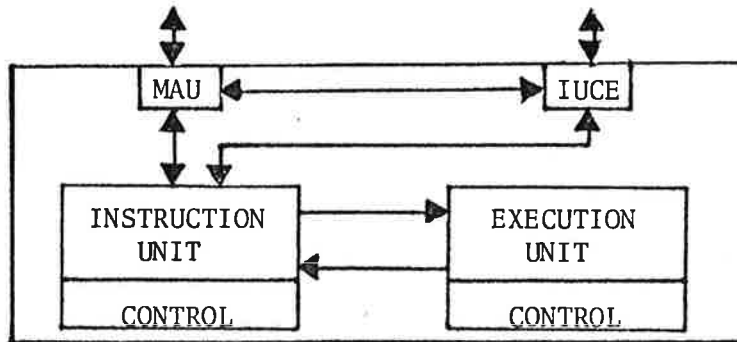 MAU
IUCE
INSTRUCTION
UNIT
CONTROL
EXECUTION
UNIT
CONTROL